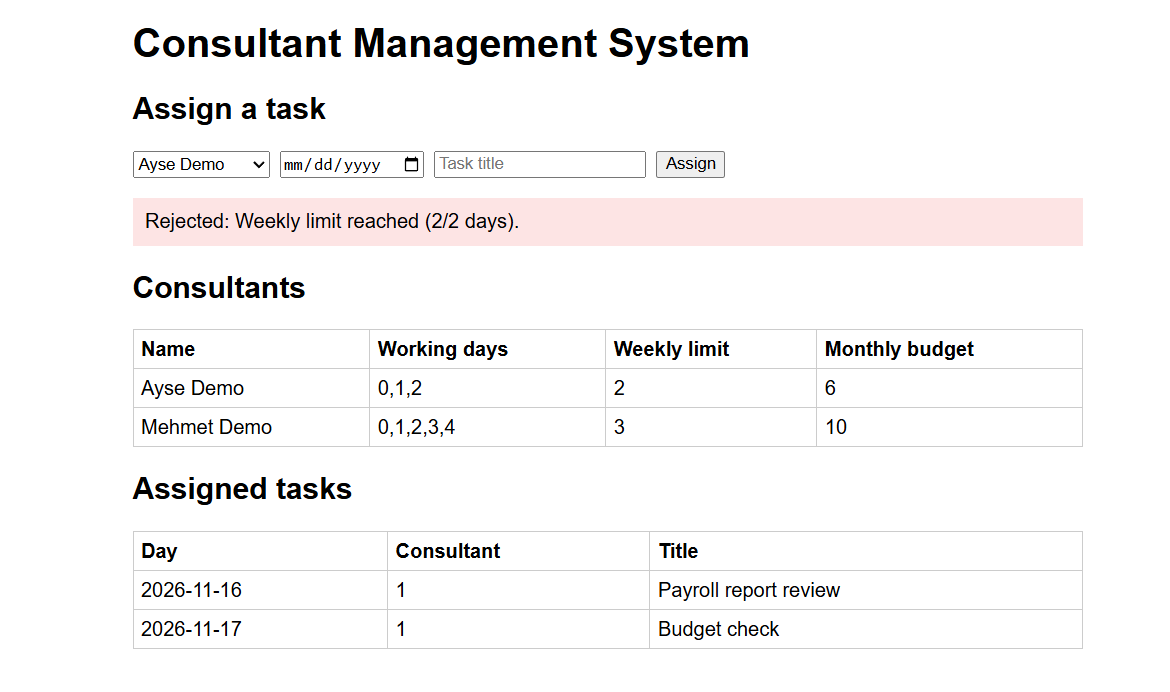 Consultant Management System
Assign a task
Ayse Demo mm/dd/yyyy Task title Assign
Rejected: Weekly limit reached (2/2 days).
Consultants
Name Working days Weekly limit Monthly budget
Ayse Demo 0,1,2 2 6
Mehmet Demo 0,1,2,3,4 3 10
Assigned tasks
Day Consultant Title
2026-11-16 1 Payroll report review
2026-11-17 1 Budget check